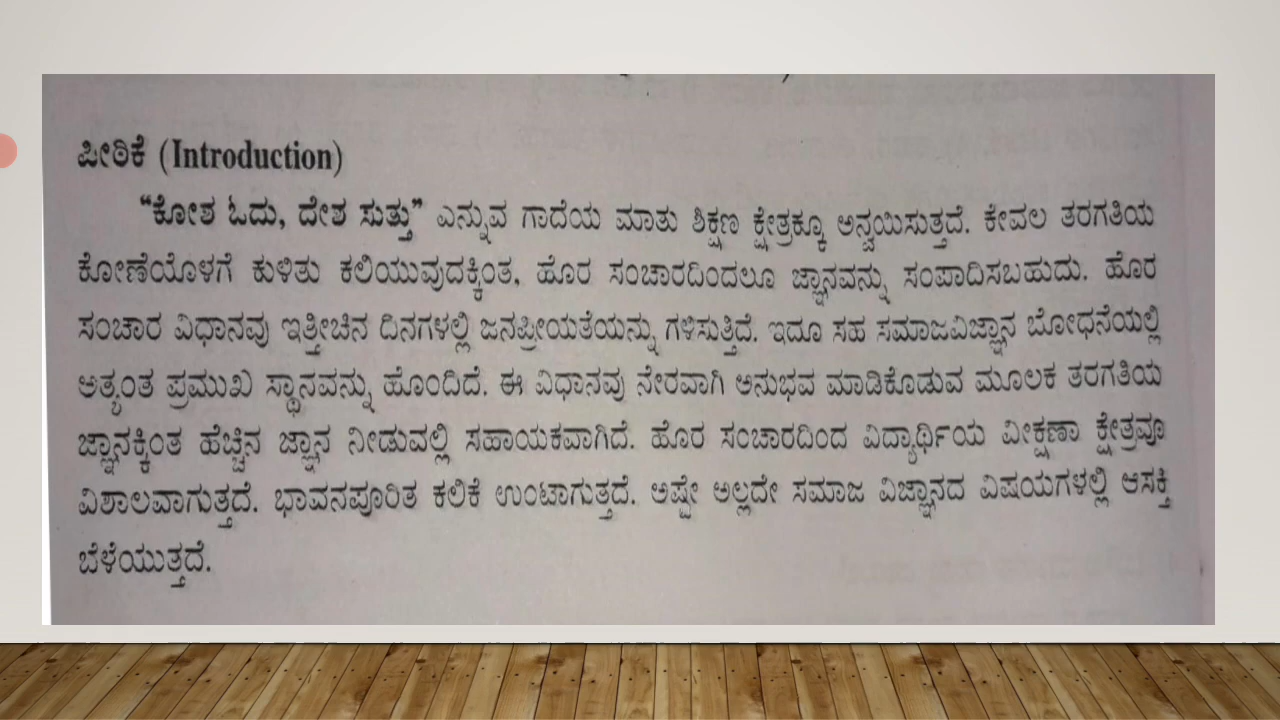 ಪೀಠಿಕೆ (Introduction)
“ಕೋಶ ಓದು, ದೇಶ ಸುತ್ತು” ಎನ್ನುವ ಗಾದೆಯ ಮಾತು ಶಿಕ್ಷಣ ಕ್ಷೇತ್ರಕ್ಕೂ ಅನ್ವಯಿಸುತ್ತದೆ. ಕೇವಲ ತರಗತಿಯ
ಕೋಣೆಯೊಳಗೆ ಕುಳಿತು ಕಲಿಯುವುದಕ್ಕಿಂತ, ಹೊರ ಸಂಚಾರದಿಂದಲೂ ಜ್ಞಾನವನ್ನು ಸಂಪಾದಿಸಬಹುದು. ಹೊರ
ಸಂಚಾರ ವಿಧಾನವು ಇತ್ತೀಚಿನ ದಿನಗಳಲ್ಲಿ ಜನಪ್ರೀಯತೆಯನ್ನು ಗಳಿಸುತ್ತಿದೆ. ಇದೂ ಸಹ ಸಮಾಜವಿಜ್ಞಾನ ಬೋಧನೆಯಲ್ಲಿ
ಅತ್ಯಂತ ಪ್ರಮುಖ ಸ್ಥಾನವನ್ನು ಹೊಂದಿದೆ. ಈ ವಿಧಾನವು ನೇರವಾಗಿ ಅನುಭವ ಮಾಡಿಕೊಡುವ ಮೂಲಕ ತರಗತಿಯ
ಜ್ಞಾನಕ್ಕಿಂತ ಹೆಚ್ಚಿನ ಜ್ಞಾನ ನೀಡುವಲ್ಲಿ ಸಹಾಯಕವಾಗಿದೆ. ಹೊರ ಸಂಚಾರದಿಂದ ವಿದ್ಯಾರ್ಥಿಯ ವೀಕ್ಷಣಾ ಕ್ಷೇತ್ರವೂ
ವಿಶಾಲವಾಗುತ್ತದೆ. ಭಾವನಪೂರಿತ ಕಲಿಕೆ ಉಂಟಾಗುತ್ತದೆ. ಅಷ್ಟೇ ಅಲ್ಲದೇ ಸಮಾಜ ವಿಜ್ಞಾನದ ವಿಷಯಗಳಲ್ಲಿ ಆಸಕ್ತಿ
ಬೆಳೆಯುತ್ತದೆ.